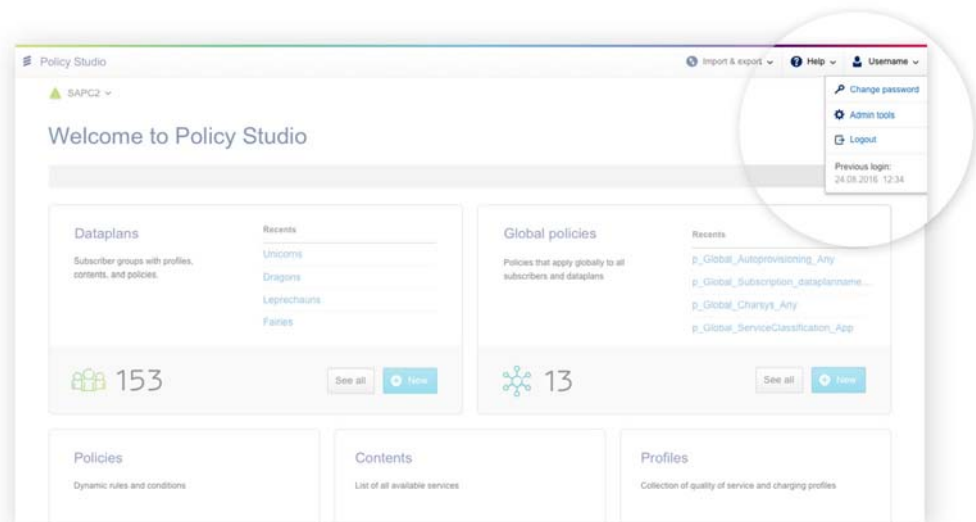 Policy Studio
Import & export
Help
Username
SAPC2
Change password
Admin tools
Logout
Previous login:
24.08.2016 12:34
Welcome to Policy Studio
Dataplans
Subscriber groups with profiles,
contents, and policies.
Recents
Unicorns
Dragons
Leprechauns
Fairies
153
See all
New
Global policies
Policies that apply globally to all
subscribers and dataplans
Recents
p_Global_Autoprovisioning_Any
p_Global_Subscription_dataplanname...
p_Global_Charsys_Any
p_Global_ServiceClassification_App
13
See all
New
Policies
Dynamic rules and conditions
Contents
List of all available services
Profiles
Collection of quality of service and charging profiles